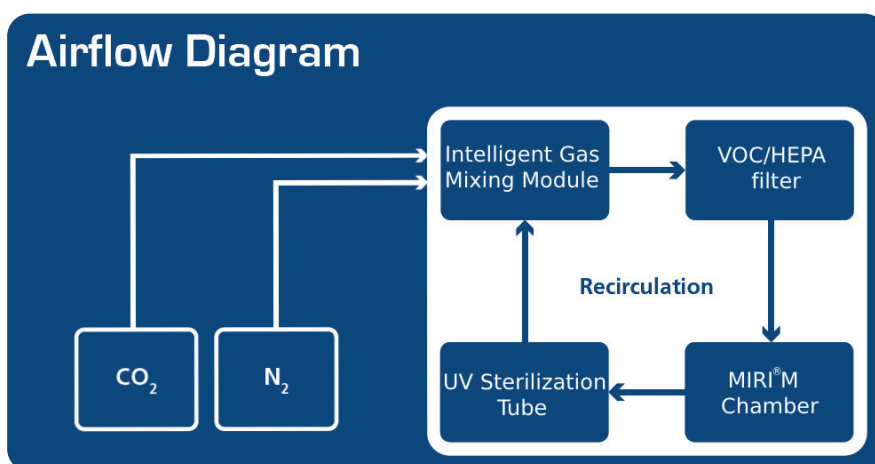 Airflow Diagram
Intelligent Gas
Mixing Module
VOC/HEPA
filter
Recirculation
CO₂
N₂
UV Sterilization
Tube
MIRI®M
Chamber